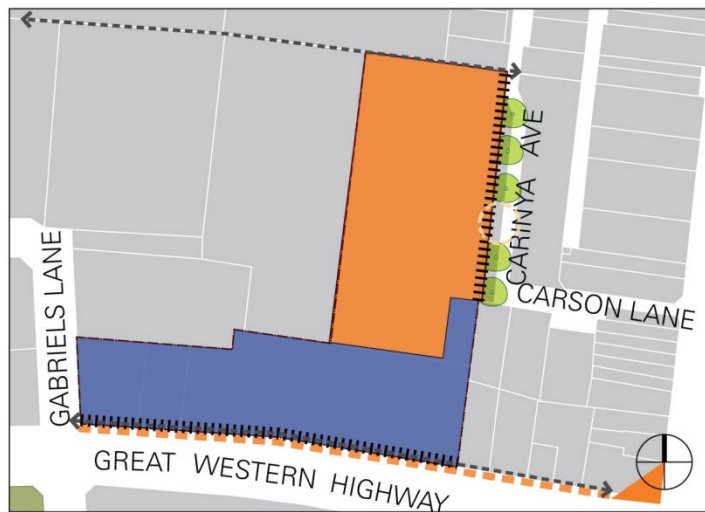 CARINYA AVE
CARSON LANE
GABRIELS LANE
GREAT WESTERN HIGHWAY